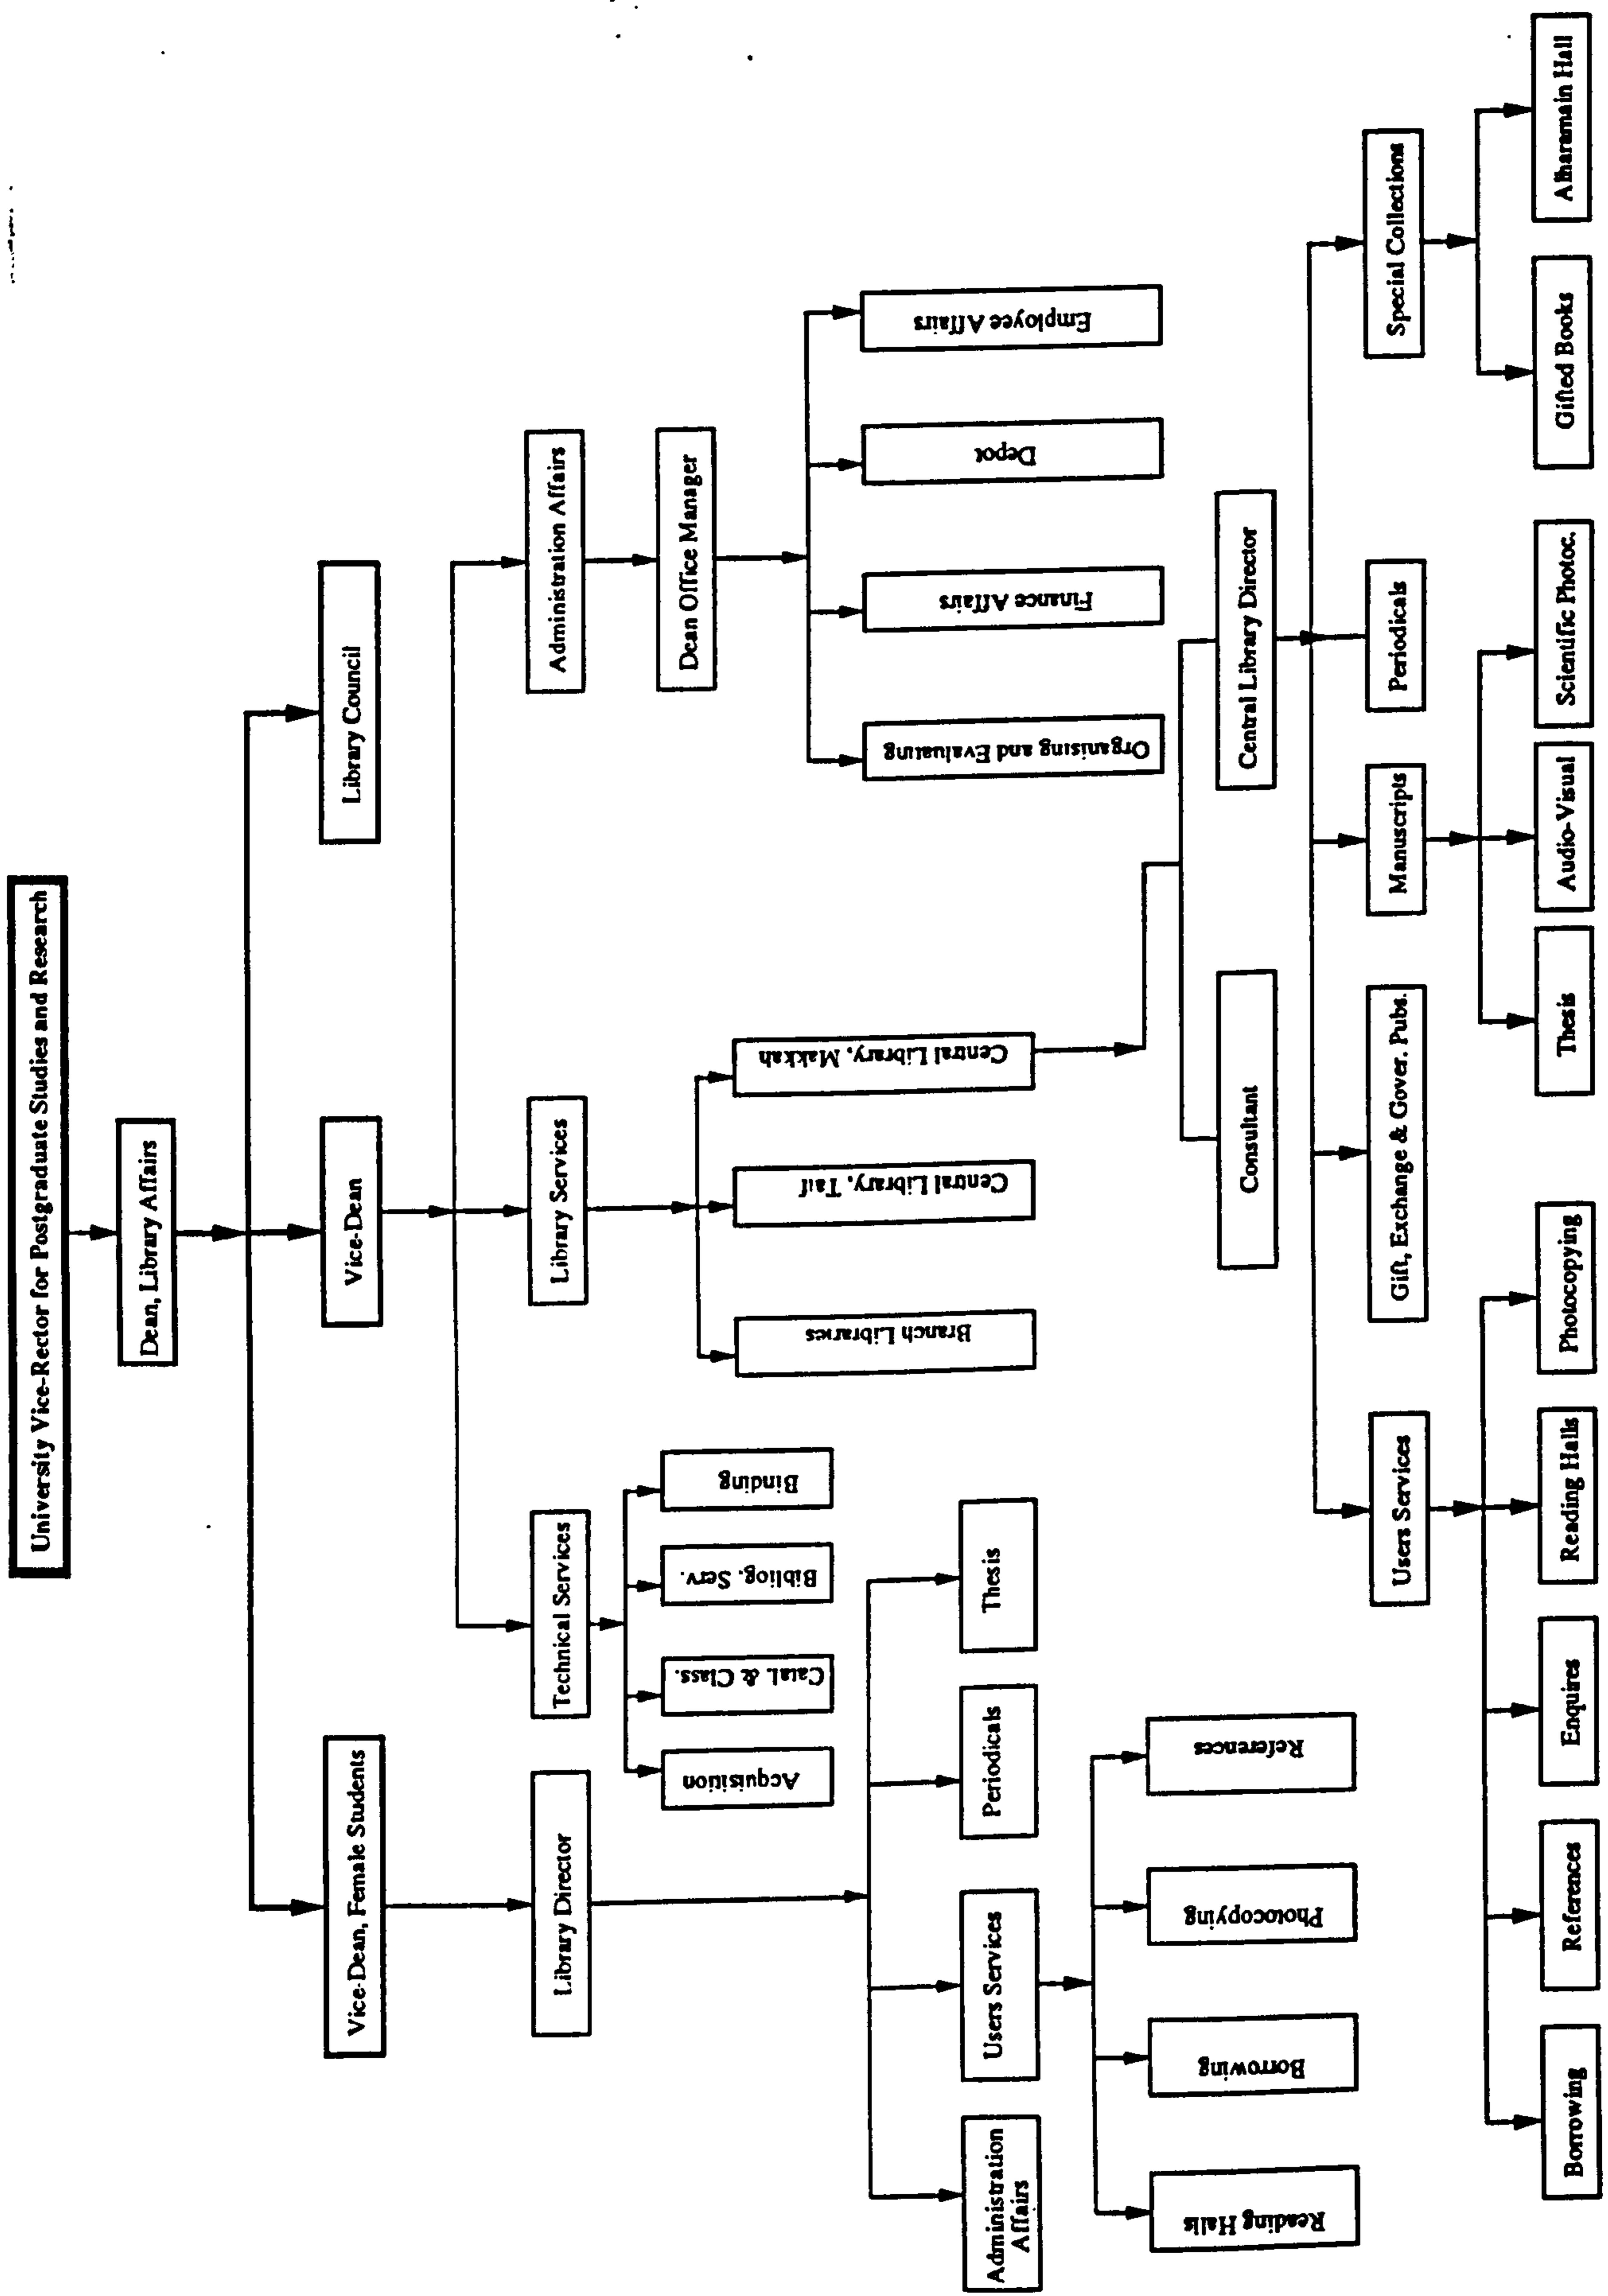 University Vice-Rector for Postgraduate Studies and Research
Dean, Library Affairs
Vice-Dean, Female Students
Vice-Dean
Library Council
Library Director
Technical Services
Library Services
Administration Affairs
Dean Office Manager
Acquisition
Catal. & Class.
Bibliog. Serv.
Binding
Branch Libraries
Central Library, Taif
Central Library, Makkah
Organising and Evaluating
Finance Affairs
Depot
Employee Affairs
Administration
Affairs
Users Services
Periodicals
Thesis
Reading Halls
Borrowing
Photocopying
References
Consultant
Central Library Director
Users Services
Gift, Exchange & Gover. Pubs.
Manuscripts
Periodicals
Special Collections
Borrowing
References
Enquires
Reading Halls
Photocopying
Thesis
Audio-Visual
Scientific Photoc.
Gifted Books
Alharamain Hall